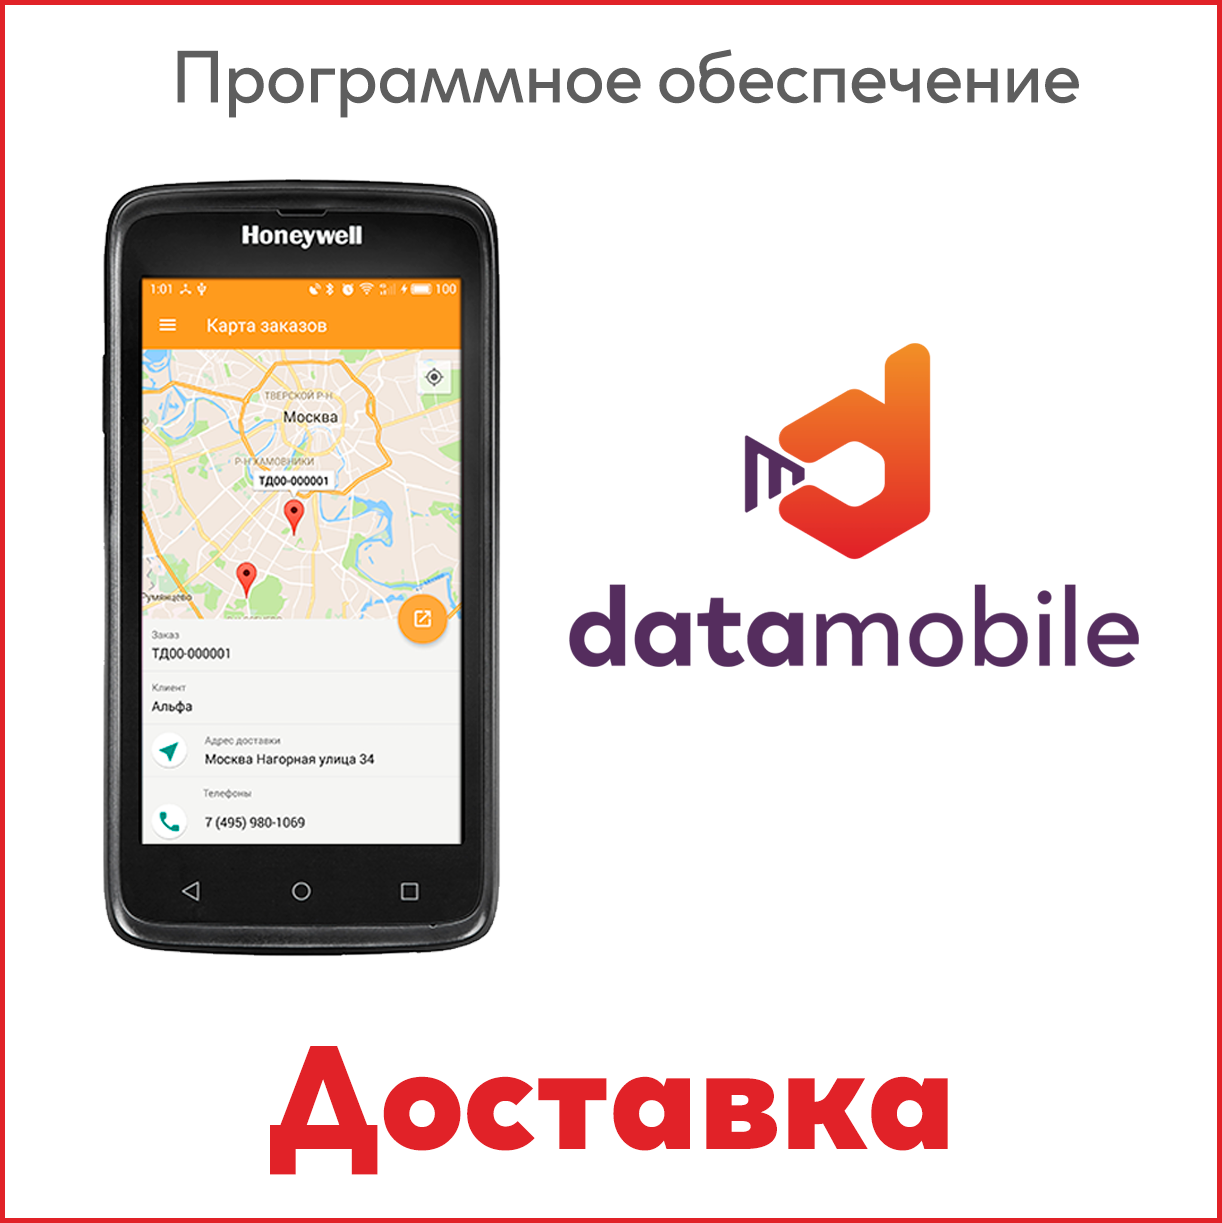 Программное обеспечение
Honeywell
1:01
100
Карта заказов
ТВЕРСКОЙ Р-Н
Москва
Р-Н ХАМОВНИКИ
ТД00-000001
Румянцево
Заказ
ТД00-000001
Клиент
Альфа
Адрес доставки
Москва Нагорная улица 34
Телефоны
7 (495) 980-1069
datamobile
Доставка